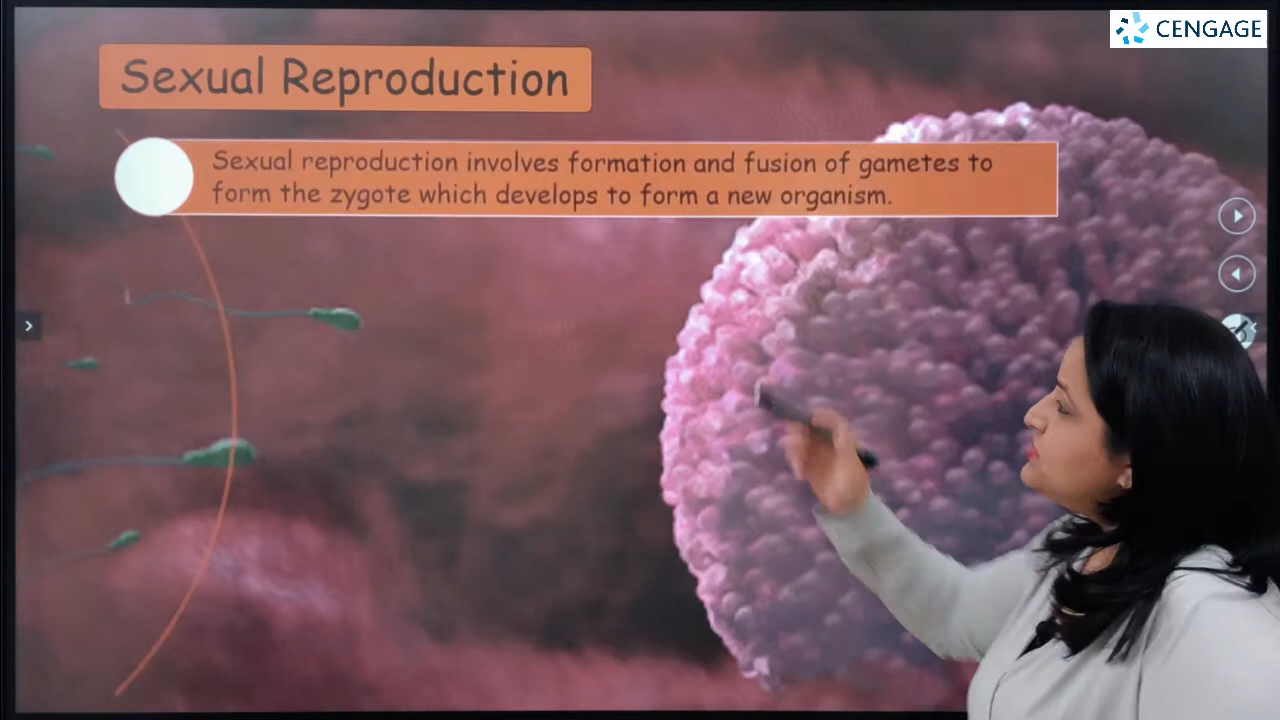 CENGAGE
Sexual Reproduction
Sexual reproduction involves formation and fusion of gametes to
form the zygote which develops to form a new organism.